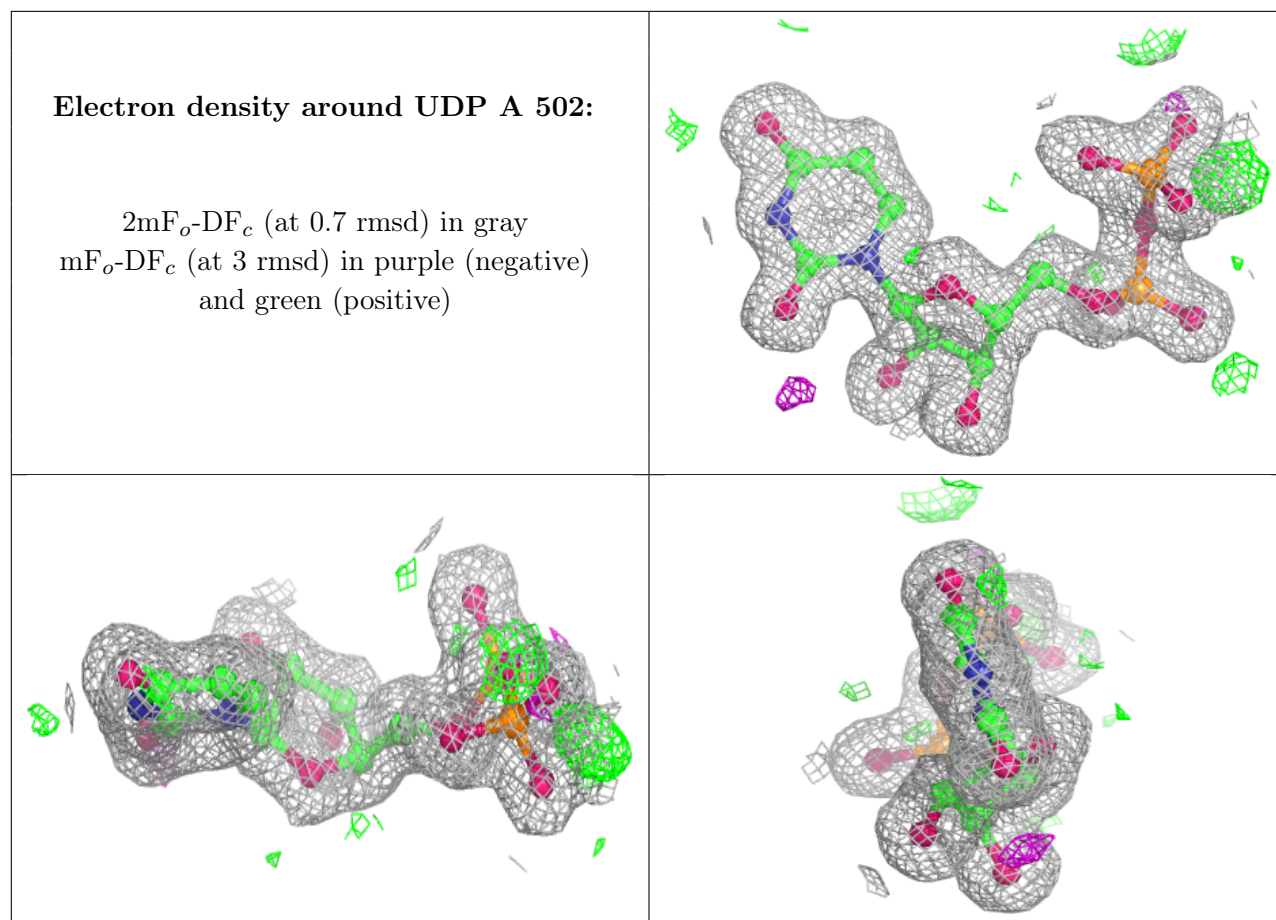 Electron density around UDP A 502:
2mFₒ-DF𝒸 (at 0.7 rmsd) in gray
mFₒ-DF𝒸 (at 3 rmsd) in purple (negative)
and green (positive)